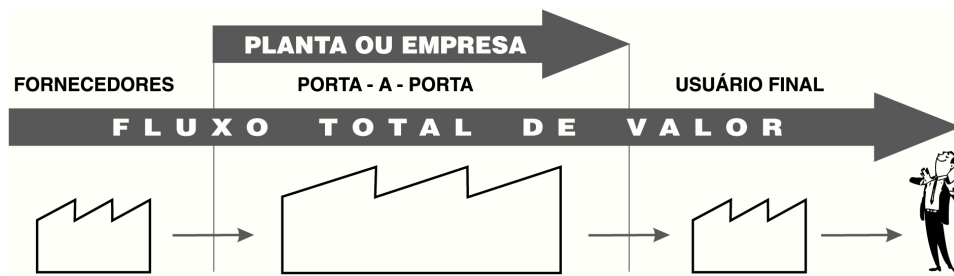 PLANTA OU EMPRESA
FORNECEDORES PORTA - A - PORTA USUÁRIO FINAL
FLUXO TOTAL DE VALOR